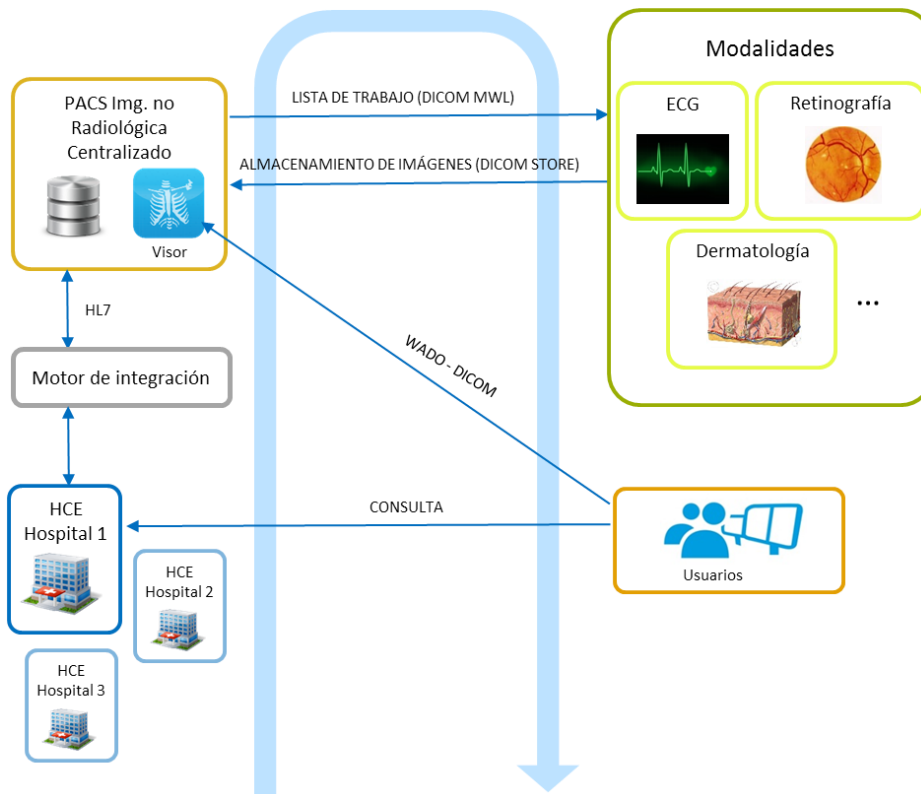 Modalidades
PACS Img. no
Radiológica
Centralizado
Visor
LISTA DE TRABAJO (DICOM MWL)
ALMACENAMIENTO DE IMÁGENES (DICOM STORE)
ECG
Retinografía
Dermatología
...
HL7
Motor de integración
WADO - DICOM
HCE
Hospital 1
CONSULTA
Usuarios
HCE
Hospital 2
HCE
Hospital 3